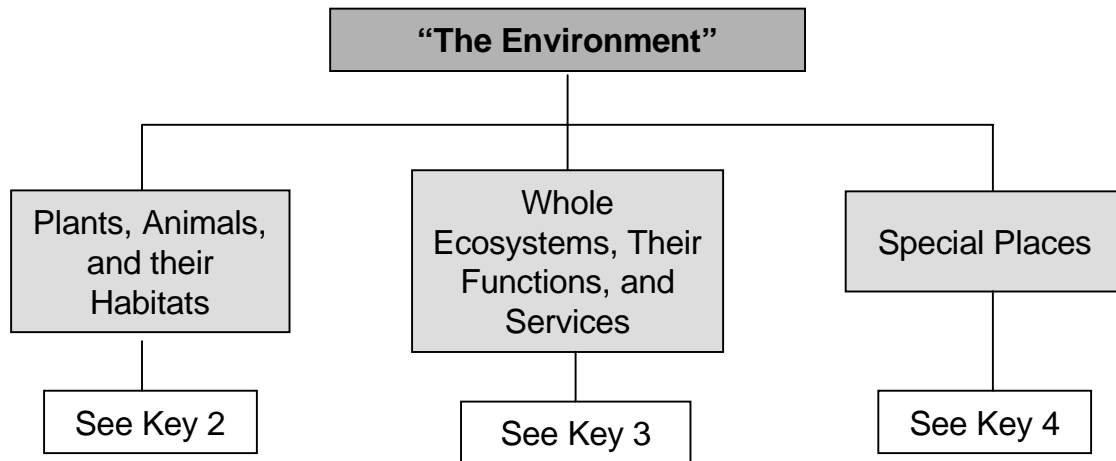 “The Environment”
Plants, Animals,
and their
Habitats
Whole
Ecosystems, Their
Functions, and
Services
Special Places
See Key 2
See Key 3
See Key 4